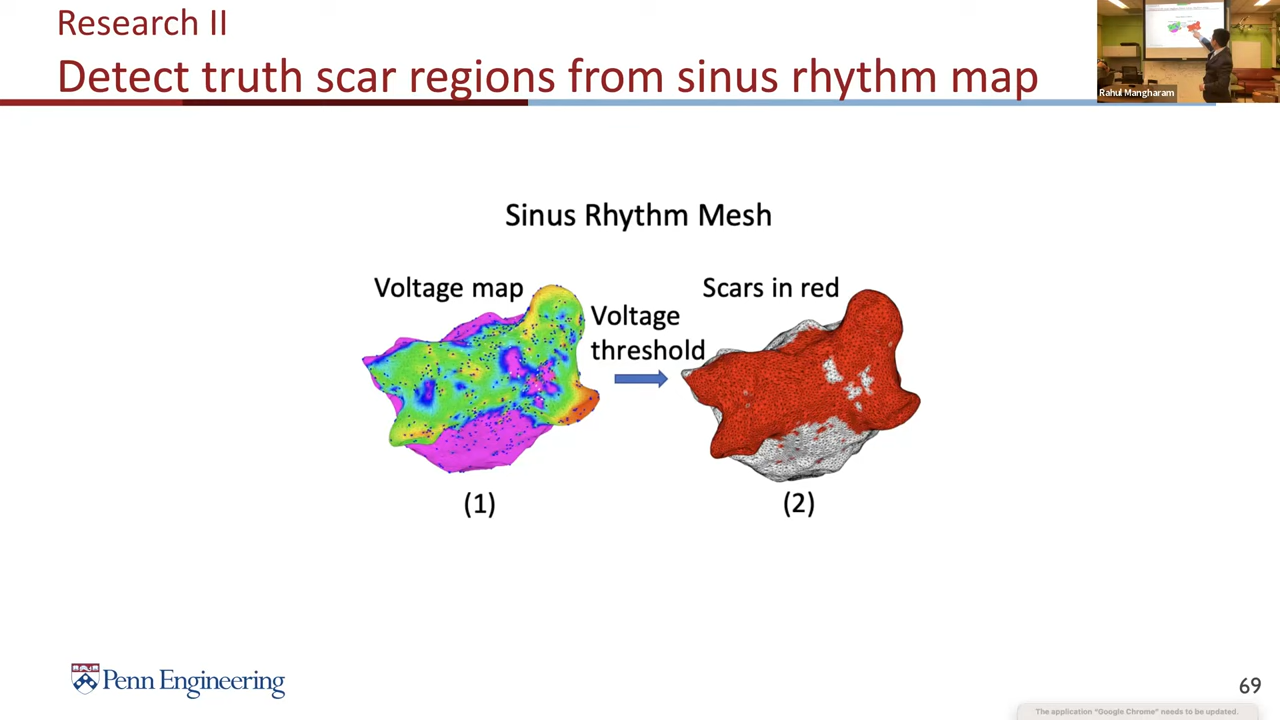 Research II
Detect truth scar regions from sinus rhythm map
Rahul Mangharam
Sinus Rhythm Mesh
Voltage map
Scars in red
Voltage
threshold
(1)
(2)
Penn Engineering
69
The application "Google Chrome" needs to be updated.